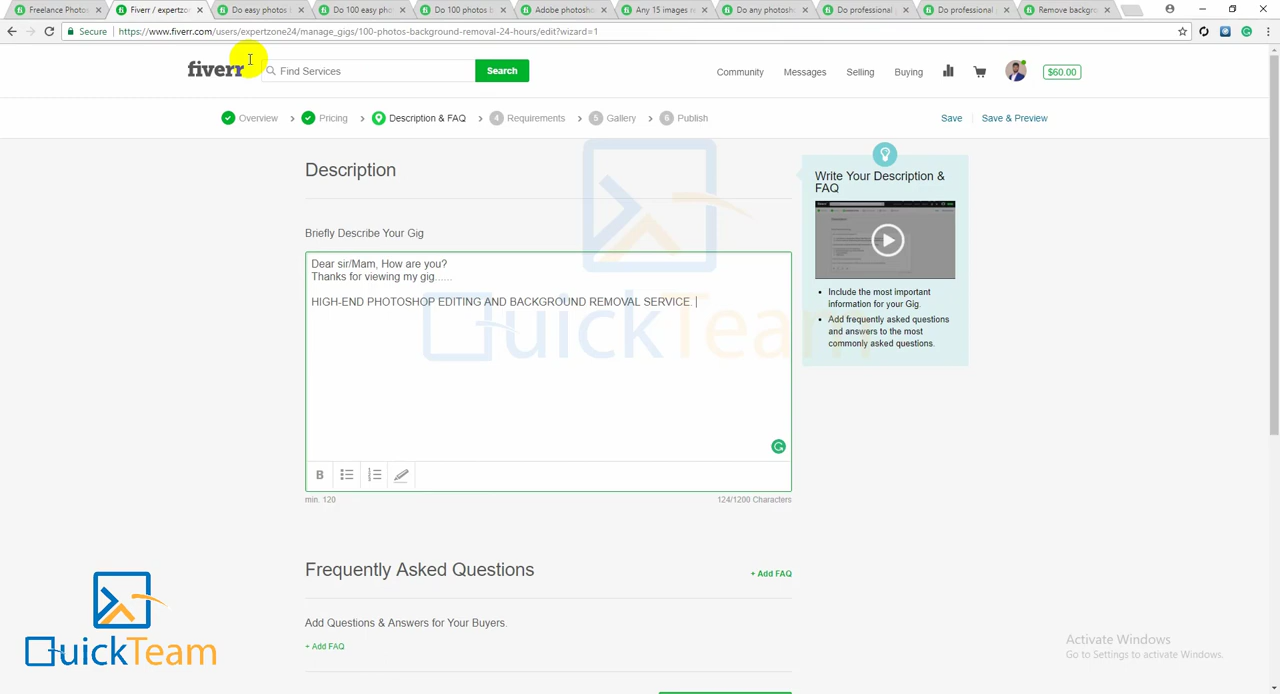 Freelance Photos
Fiverr / expertzo
Do easy photos
Do 100 easy pho
Do 100 photos b
Adobe photosho
Any 15 images re
Do any photosh
Do professional
Do professional
Remove backgro
Secure
https://www.fiverr.com/users/expertzone24/manage_gigs/100-photos-background-removal-24-hours/edit?wizard=1
fiverr
Find Services
Search
Community
Messages
Selling
Buying
$60.00
Overview
Pricing
Description & FAQ
4 Requirements
5 Gallery
6 Publish
Save
Save & Preview
Description
Briefly Describe Your Gig
Dear sir/Mam, How are you?
Thanks for viewing my gig......
HIGH-END PHOTOSHOP EDITING AND BACKGROUND REMOVAL SERVICE.
QuickTeam
B
min. 120
124/1200 Characters
Write Your Description &
FAQ
Include the most important
information for your Gig.
Add frequently asked questions
and answers to the most
commonly asked questions.
Frequently Asked Questions
+ Add FAQ
Add Questions & Answers for Your Buyers.
+ Add FAQ
QuickTeam
Activate Windows
Go to Settings to activate Windows.